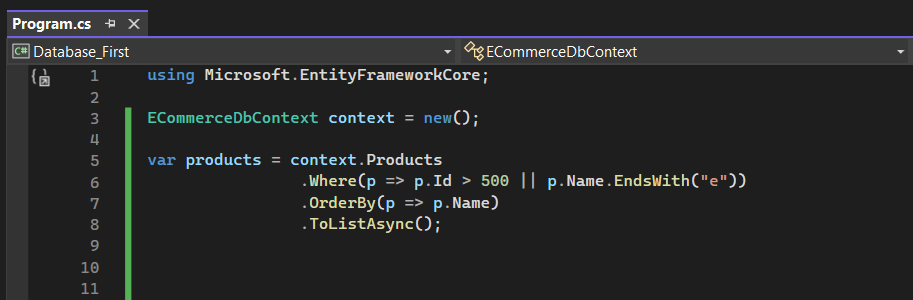 Program.cs
C# Database_First
ECommerceDbContext
1 using Microsoft.EntityFrameworkCore;
2
3 ECommerceDbContext context = new();
4
5 var products = context.Products
6 .Where(p => p.Id > 500 || p.Name.EndsWith("e"))
7 .OrderBy(p => p.Name)
8 .ToListAsync();
9
10
11